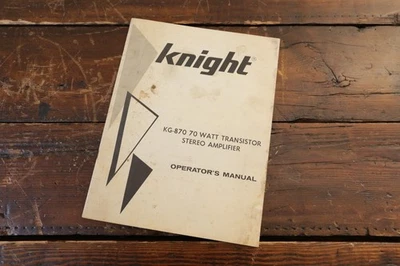 knight
KG-870 70 WATT TRANSISTOR
STEREO AMPLIFIER
OPERATOR'S MANUAL